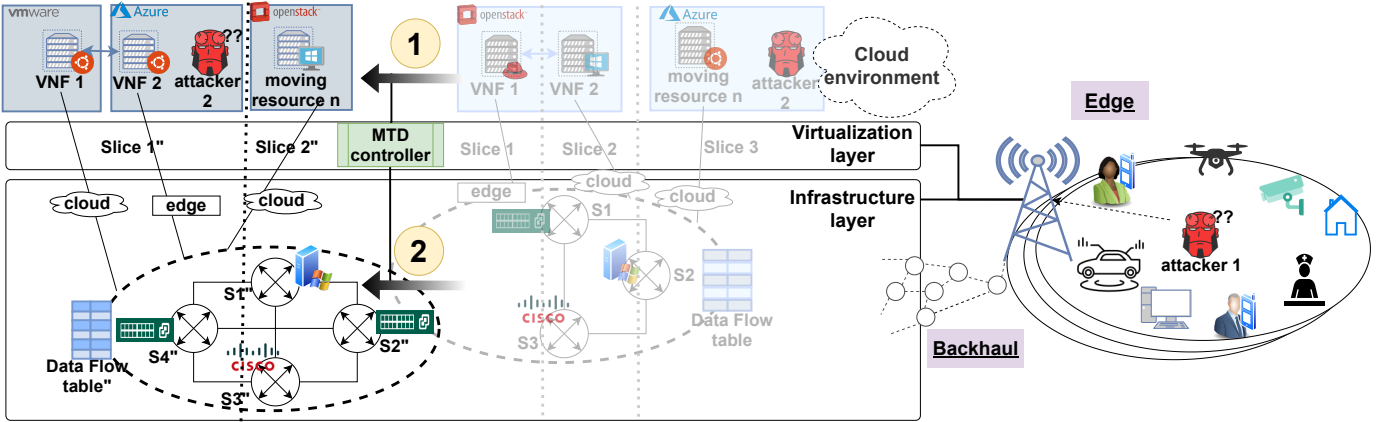 vmware
Azure
openstack
openstack
Azure
??
VNF 1
VNF 2
attacker
2
moving
resource n
1
VNF 1
VNF 2
moving
resource n
attacker
2
Cloud
environment
Edge
Slice 1"
Slice 2"
MTD
controller
Slice 1
Slice 2
Slice 3
Virtualization
layer
cloud
edge
cloud
edge
cloud
cloud
Infrastructure
layer
S1
2
S2
CISCO
S3
Data Flow
table
S1"
S4"
S2"
CISCO
S3"
Data Flow
table"
??
attacker 1
Backhaul